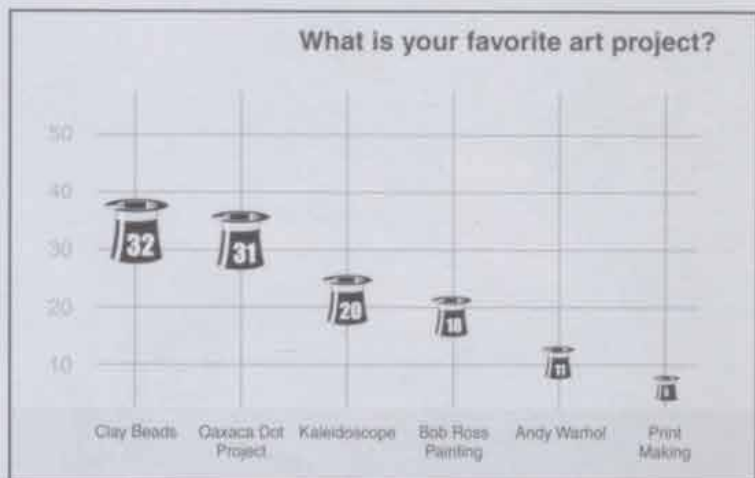 What is your favorite art project?
50
40
30
20
10
32
31
20
18
11
Clay Beads
Oaxaca Dot
Project
Kaleidoscope
Bob Ross
Painting
Andy Warhol
Print
Making